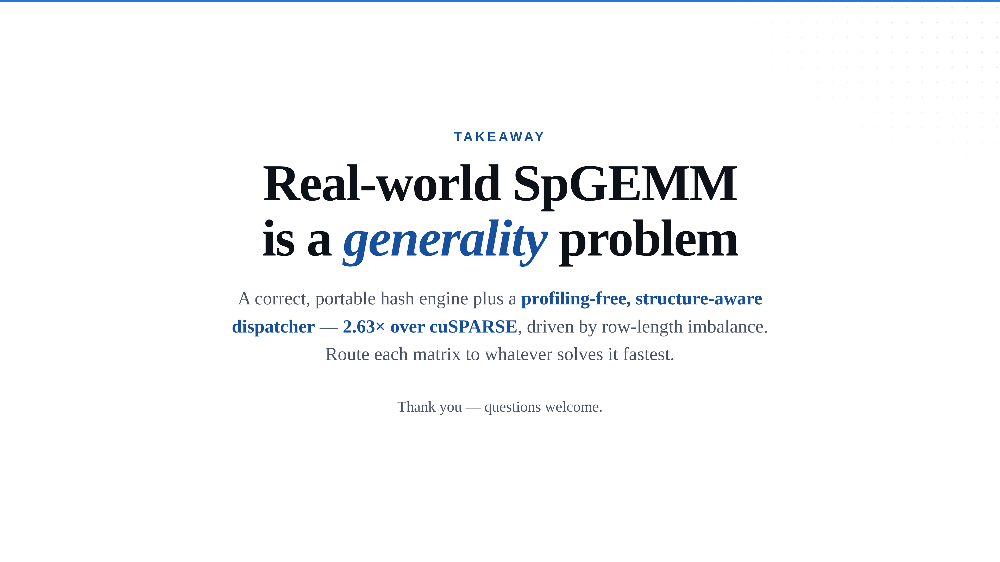 TAKEAWAY
Real-world SpGEMM
is a generality problem
A correct, portable hash engine plus a profiling-free, structure-aware
dispatcher — 2.63× over cuSPARSE, driven by row-length imbalance.
Route each matrix to whatever solves it fastest.
Thank you — questions welcome.